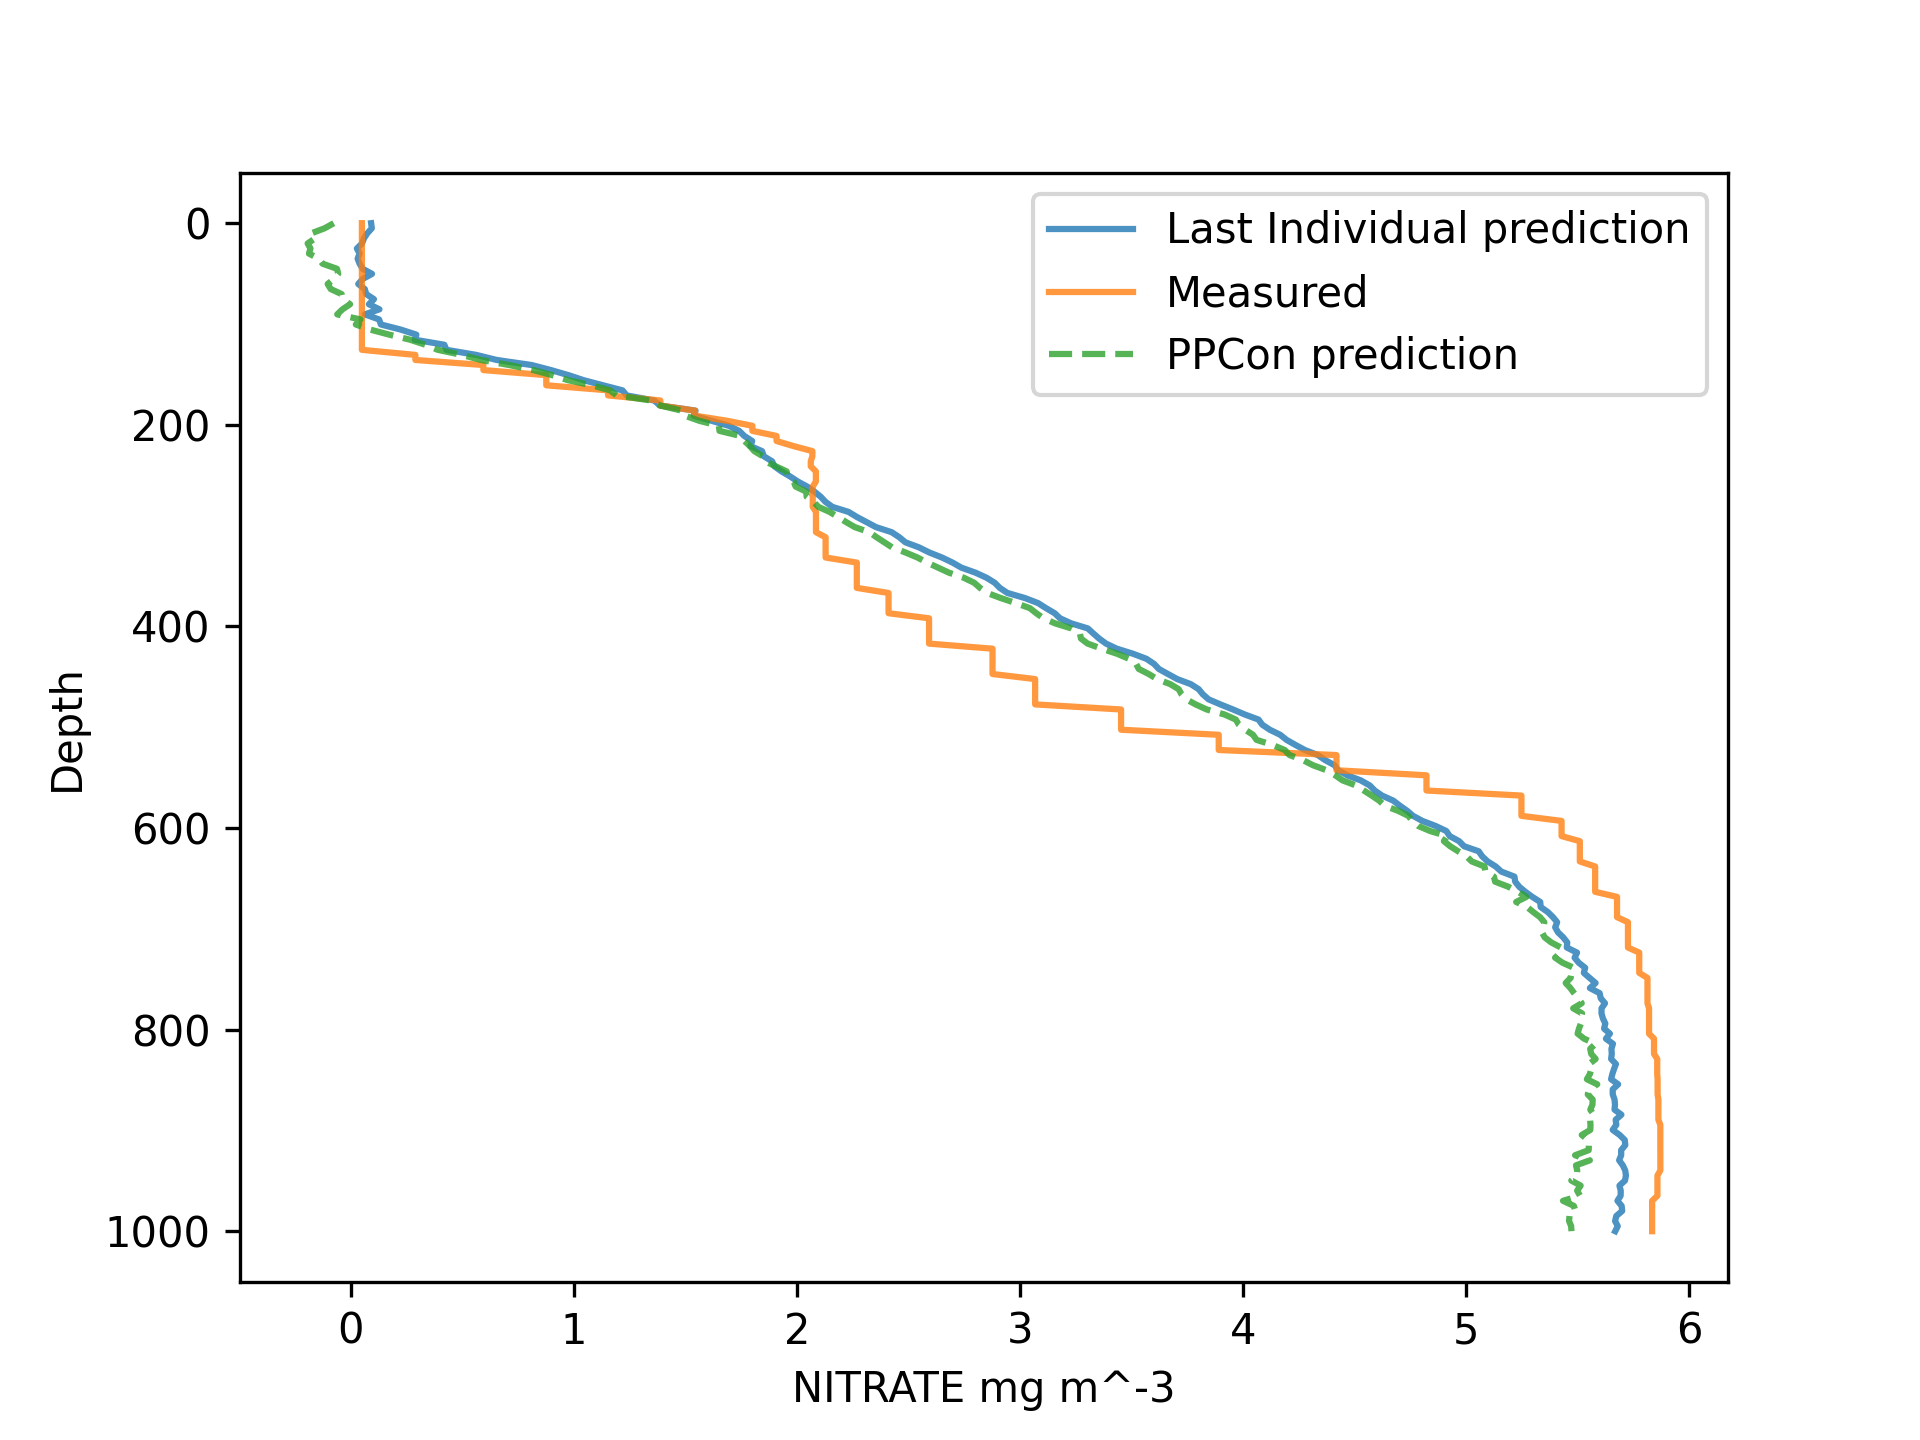 Last Individual prediction
Measured
PPCon prediction
0
200
400
600
800
1000
Depth
0 1 2 3 4 5 6
NITRATE mg m^-3